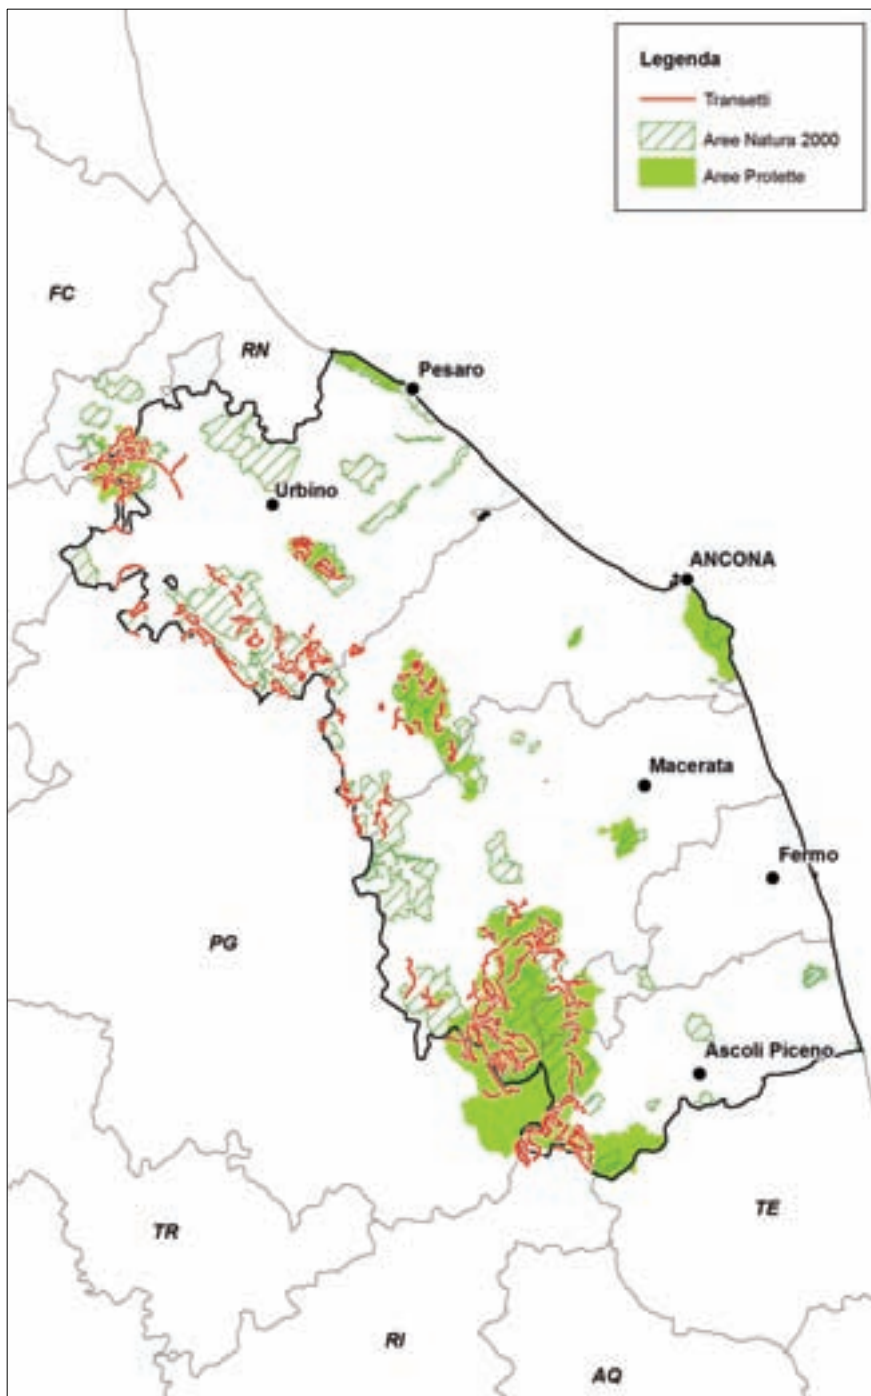 Legenda
Transetti
Aree Natura 2000
Aree Protette
FC
RN
Pesaro
Urbino
ANCONA
Macerata
Fermo
PG
Ascoli Piceno
TR
TE
RI
AQ